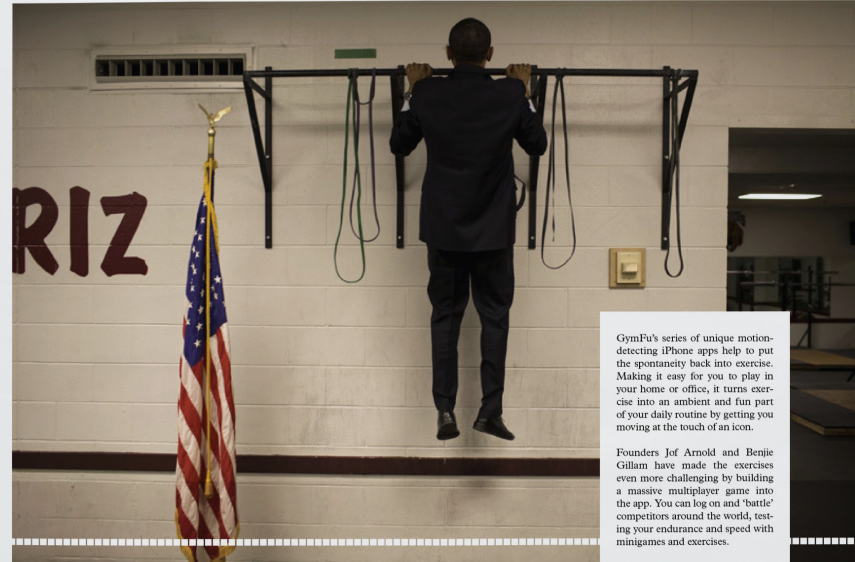 RIZ
GymFu's series of unique motion-
detecting iPhone apps help to put
the spontaneity back into exercise.
Making it easy for you to play in
your home or office, it turns exer-
cise into an ambient and fun part
of your daily routine by getting you
moving at the touch of an icon.
Founders Jof Arnold and Benjie
Gillam have made the exercises
even more challenging by building
a massive multiplayer game into
the app. You can log on and 'battle'
competitors around the world, test-
ing your endurance and speed with
minigames and exercises.